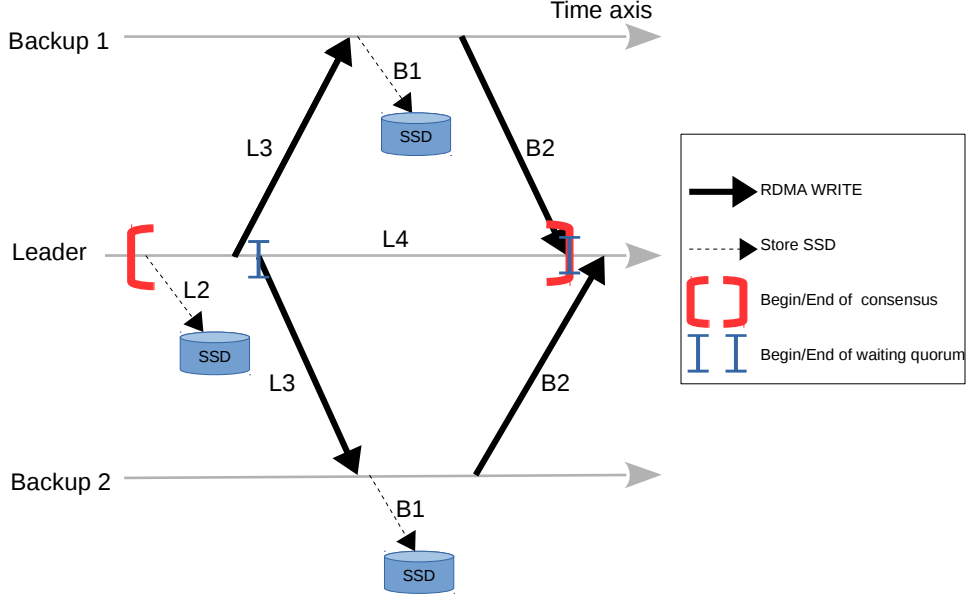 Time axis
Backup 1
B1
SSD
L3
B2
RDMA WRITE
Leader
L4
Store SSD
L2
Begin/End of consensus
SSD
Begin/End of waiting quorum
L3
B2
Backup 2
B1
SSD